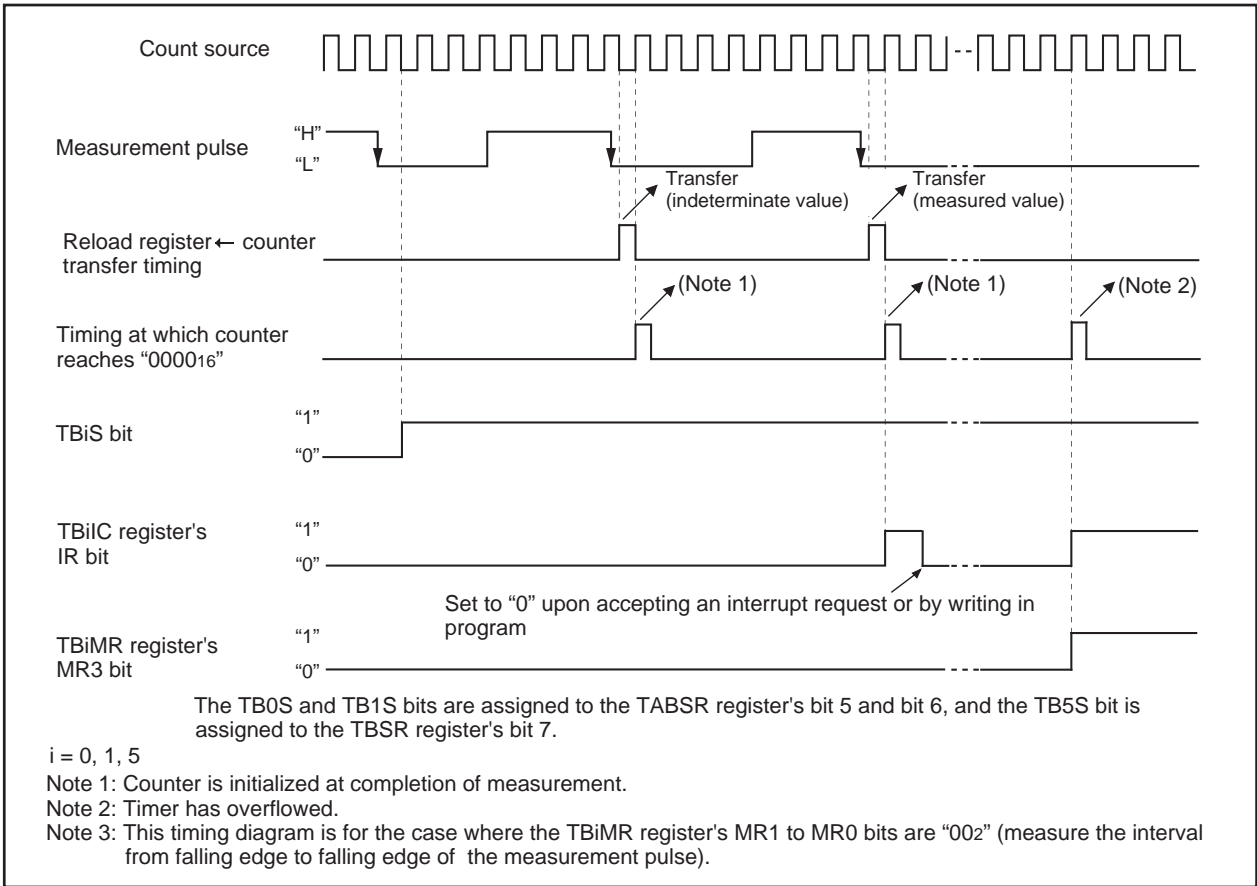 Count source
Measurement pulse
“H”
“L”
Transfer
(indeterminate value)
Transfer
(measured value)
Reload register ← counter
transfer timing
(Note 1)
(Note 1)
(Note 2)
Timing at which counter
reaches “000016”
TBiS bit
“1”
“0”
TBiIC register's
IR bit
“1”
“0”
Set to “0” upon accepting an interrupt request or by writing in
program
TBiMR register's
MR3 bit
“1”
“0”
The TB0S and TB1S bits are assigned to the TABSR register's bit 5 and bit 6, and the TB5S bit is
assigned to the TBSR register's bit 7.
i = 0, 1, 5
Note 1: Counter is initialized at completion of measurement.
Note 2: Timer has overflowed.
Note 3: This timing diagram is for the case where the TBiMR register's MR1 to MR0 bits are “002” (measure the interval
from falling edge to falling edge of the measurement pulse).